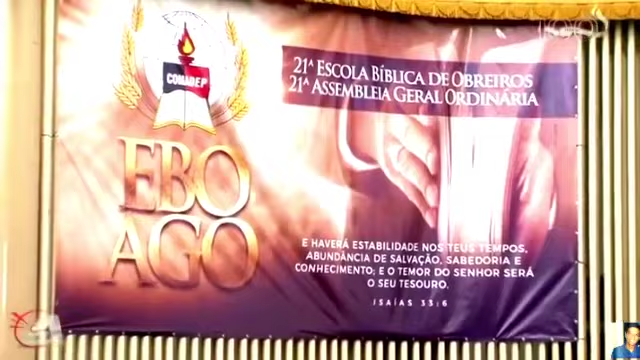 COMADEP
EBO
AGO
21ª ESCOLA BÍBLICA DE OBREIROS
21ª ASSEMBLEIA GERAL ORDINÁRIA
E HAVERÁ ESTABILIDADE NOS TEUS TEMPOS,
ABUNDÂNCIA DE SALVAÇÃO, SABEDORIA E
CONHECIMENTO; E O TEMOR DO SENHOR SERÁ
O SEU TESOURO.
ISAÍAS 33:6